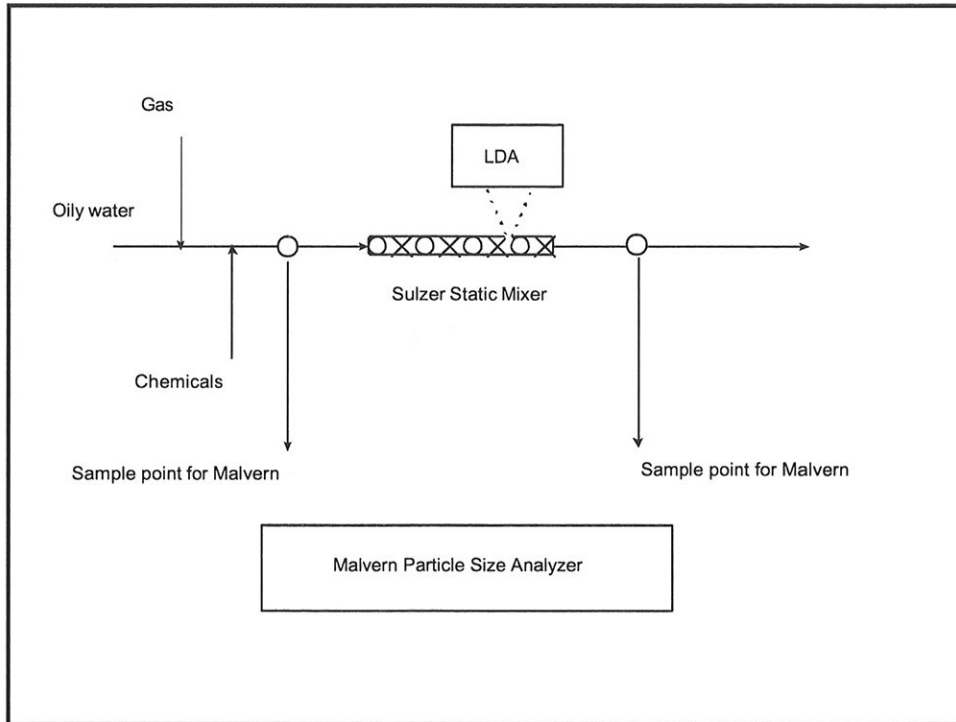 Gas
LDA
Oily water
Sulzer Static Mixer
Chemicals
Sample point for Malvern
Sample point for Malvern
Malvern Particle Size Analyzer